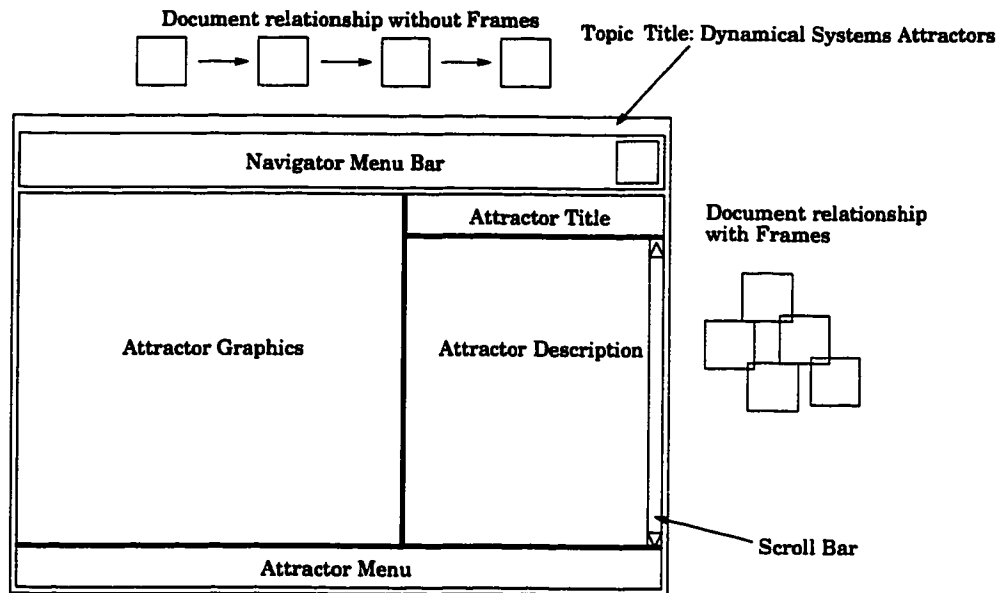 Document relationship without Frames
Topic Title: Dynamical Systems Attractors
Navigator Menu Bar
Attractor Title
Document relationship
with Frames
Attractor Graphics
Attractor Description
Scroll Bar
Attractor Menu